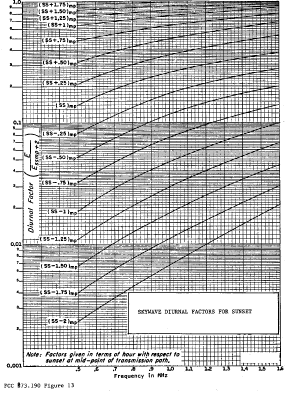 1.0
(SS+1.75)mp
(SS+1.50)mp
(SS+1.25)mp
(SS+1)mp
(SS+.75)mp
(SS+.50)mp
(SS+.25)mp
(SS)mp
0.1
(SS-.25)mp
(SS-.50)mp
(SS-.75)mp
(SS-1)mp
(SS-1.25)mp
0.01
(SS-1.50)mp
(SS-1.75)mp
(SS-2)mp
0.001
Diurnal Factor
SKYWAVE DIURNAL FACTORS FOR SUNSET
Note: Factors given in terms of hour with respect to
sunset at mid-point of transmission path.
.5 .6 .7 .8 .9 1.0 1.1 1.2 1.3 1.4 1.5 1.6
Frequency in MHz
FCC §73.190 Figure 13